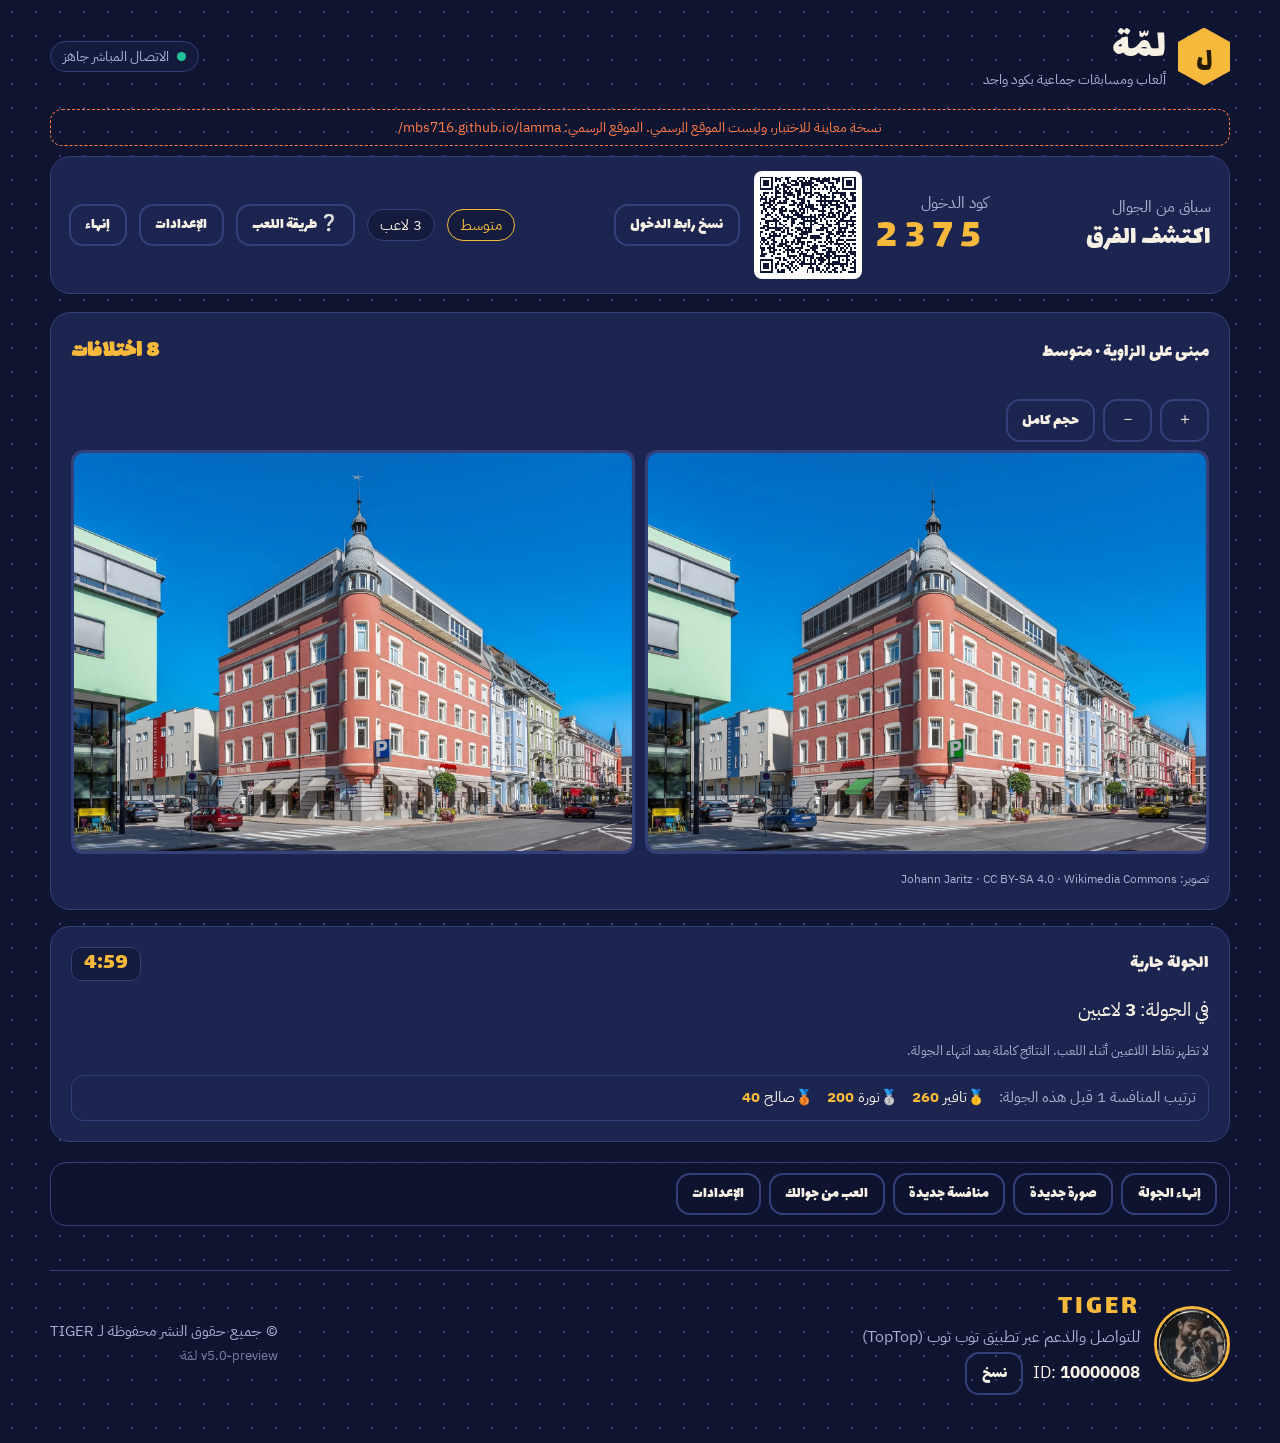 ل
لمّة
ألعاب ومسابقات جماعية بكود واحد
الاتصال المباشر جاهز
نسخة معاينة للاختبار، وليست الموقع الرسمي. الموقع الرسمي: mbs716.github.io/lamma/
سباق من الجوال
اكتشف الفرق
كود الدخول
2375
نسخ رابط الدخول
متوسط
3 لاعب
❔ طريقة اللعب
الإعدادات
إنهاء
مبنى على الزاوية · متوسط
8 اختلافات
+
−
حجم كامل
P
P
تصوير: Johann Jaritz · CC BY-SA 4.0 · Wikimedia Commons
الجولة جارية
4:59
في الجولة: 3 لاعبين
لا تظهر نقاط اللاعبين أثناء اللعب. النتائج كاملة بعد انتهاء الجولة.
ترتيب المنافسة 1 قبل هذه الجولة: 🥇 تافير 260 🥈 نورة 200 🥉 صالح 40
إنهاء الجولة
صورة جديدة
منافسة جديدة
العب من جوالك
الإعدادات
TIGER
للتواصل والدعم عبر تطبيق توب توب (TopTop)
ID: 10000008
نسخ
© جميع حقوق النشر محفوظة لـ TIGER
لمّة v5.0-preview